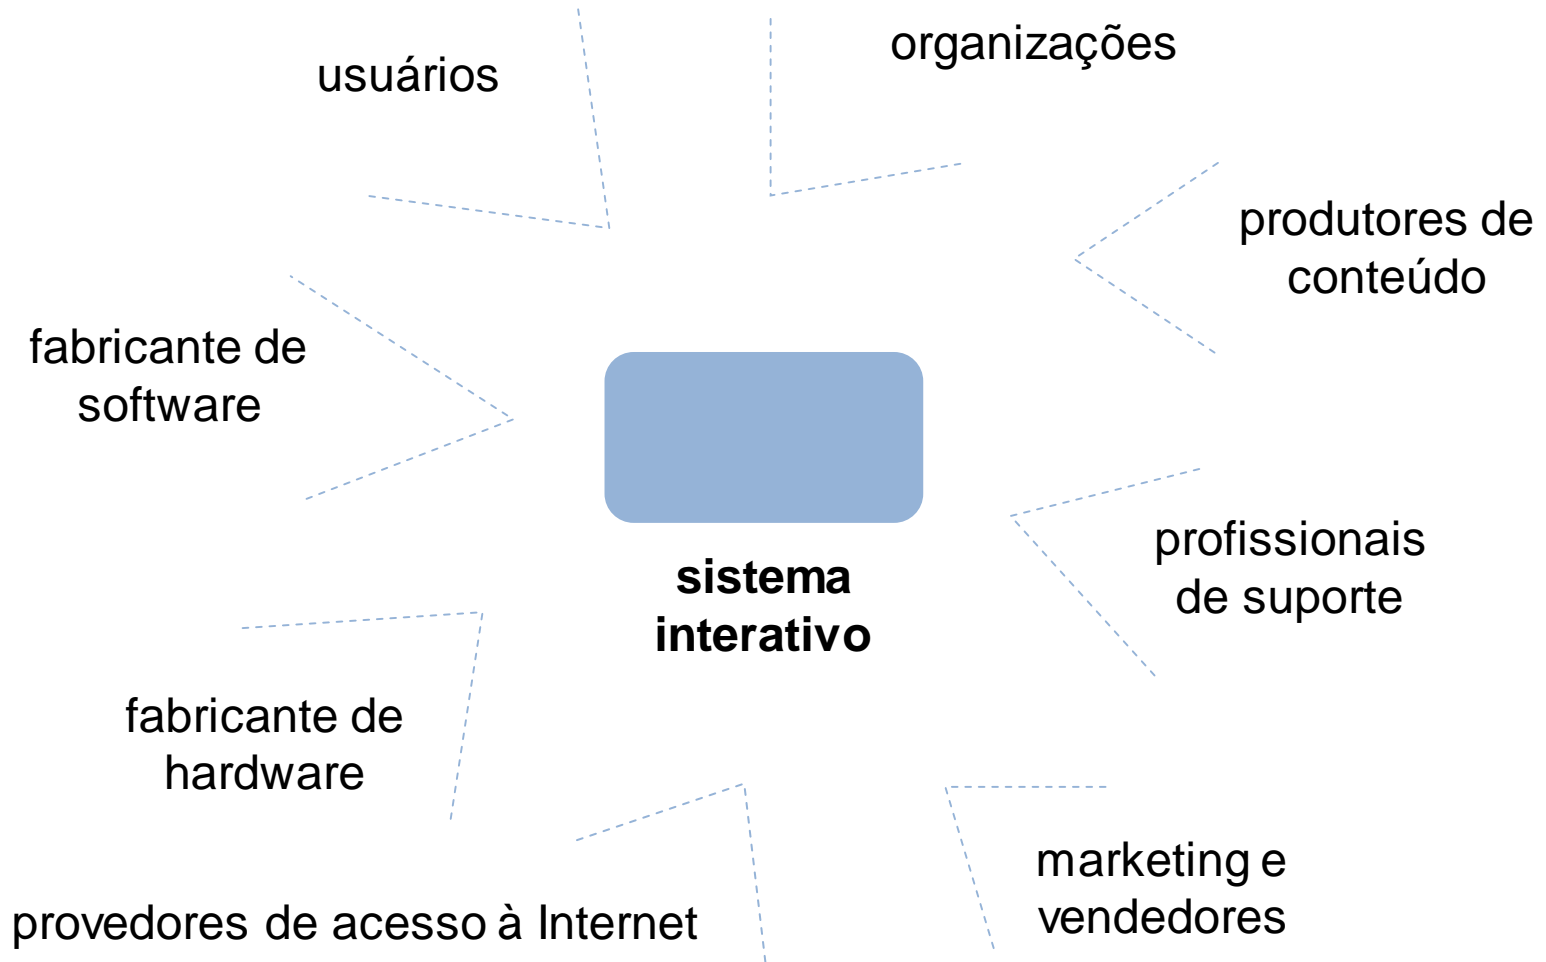 usuários
organizações
produtores de
conteúdo
fabricante de
software
sistema
interativo
profissionais
de suporte
fabricante de
hardware
marketing e
vendedores
provedores de acesso à Internet